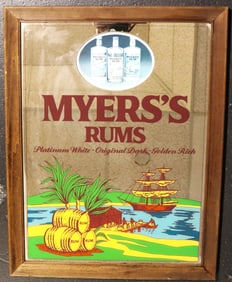 MYERS'S
RUMS
Platinum White · Original Dark · Golden Rich